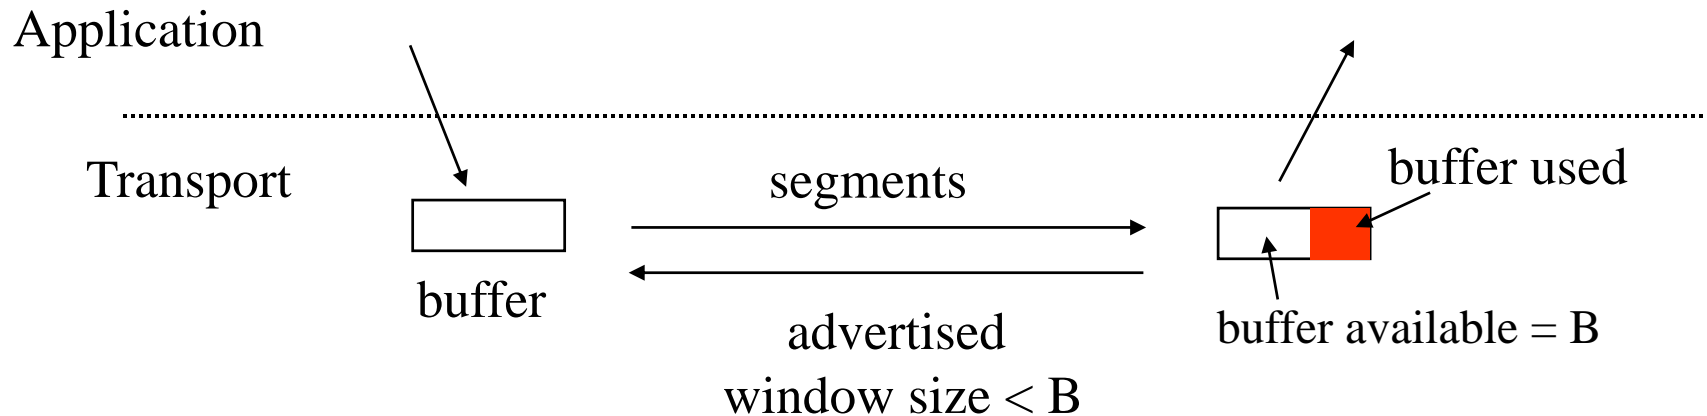 Application
Transport
segments
buffer used
buffer
advertised
window size < B
buffer available = B